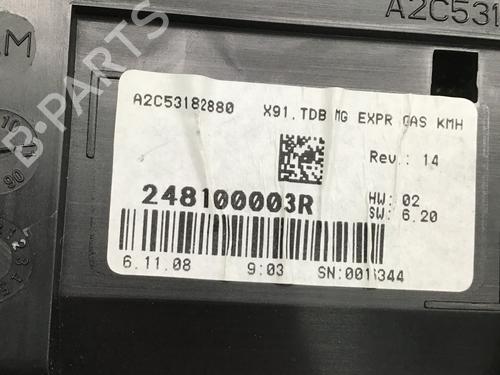 A2C531
A2C53182880 X91.TDB MG EXPR GAS KMH
Rev.: 14
248100003R
HW: 02
SW: 6.20
6.11.08 9:03 SN:0016344
B-PARTS